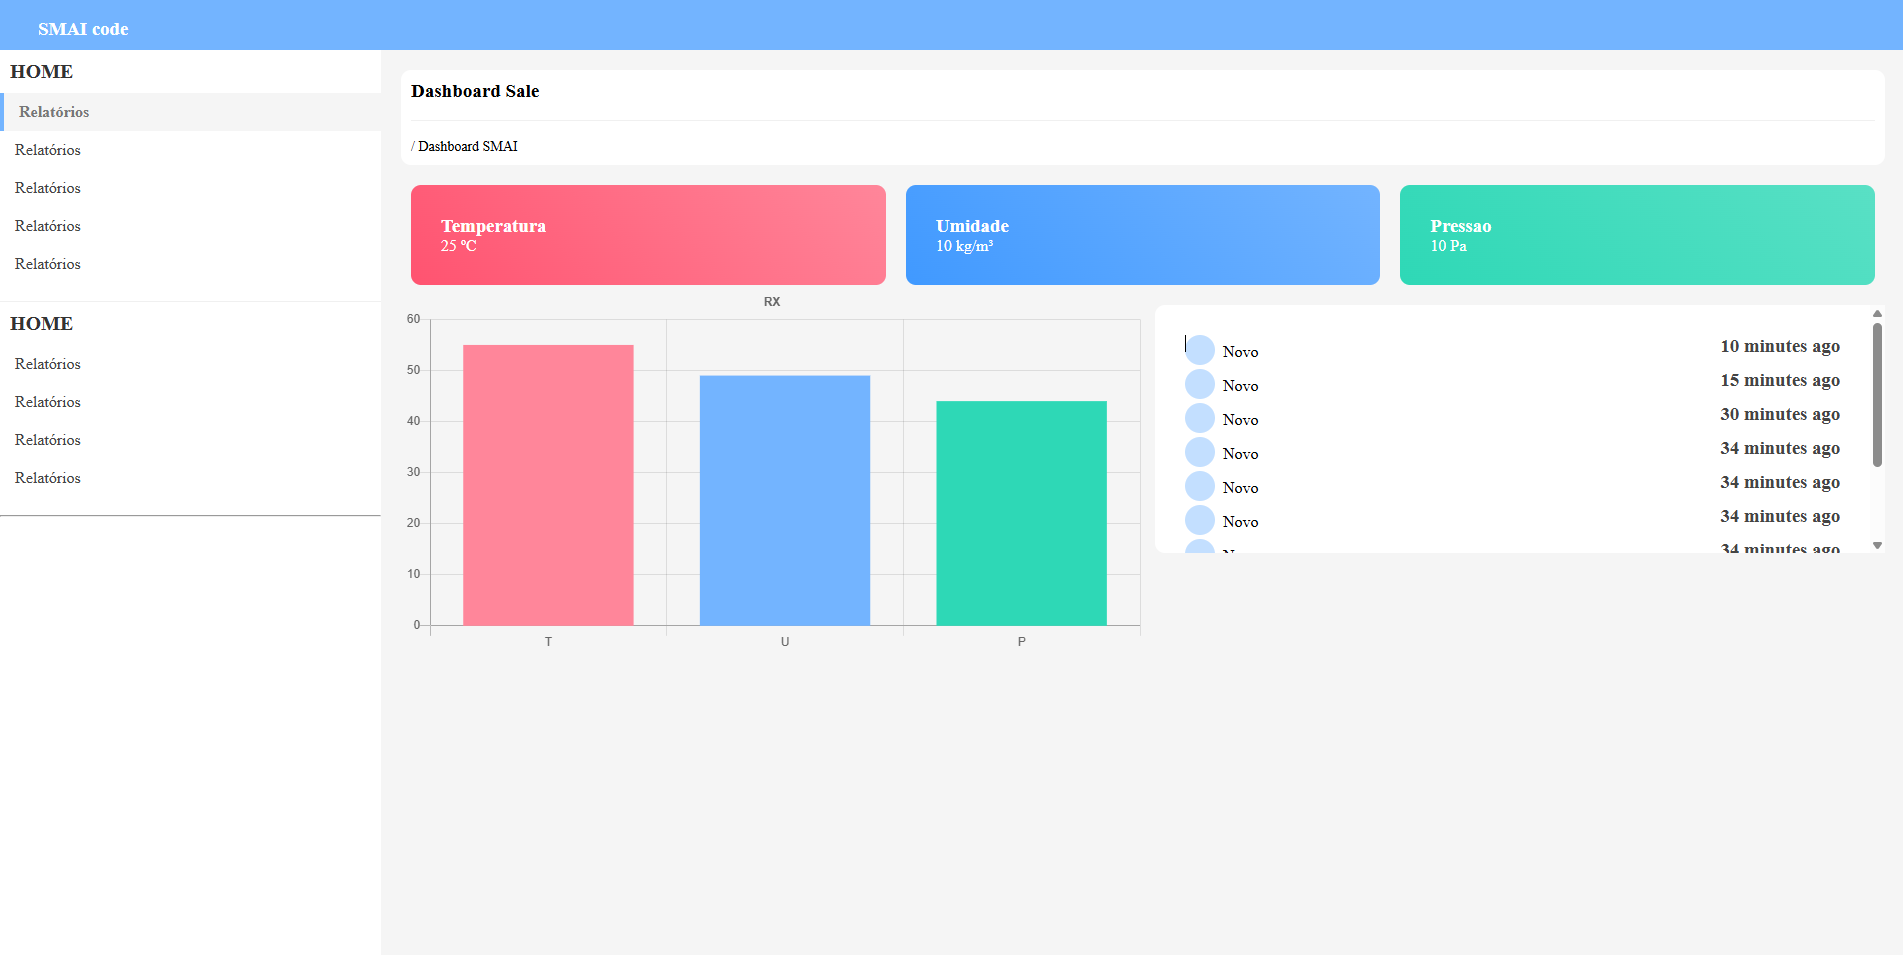 SMAI code
HOME
Relatórios
Relatórios
Relatórios
Relatórios
Relatórios
HOME
Relatórios
Relatórios
Relatórios
Relatórios
Dashboard Sale
/ Dashboard SMAI
Temperatura
25 °C
Umidade
10 kg/m³
Pressao
10 Pa
RX
60
50
40
30
20
10
0
T U P
Novo 10 minutes ago
Novo 15 minutes ago
Novo 30 minutes ago
Novo 34 minutes ago
Novo 34 minutes ago
Novo 34 minutes ago
34 minutes ago